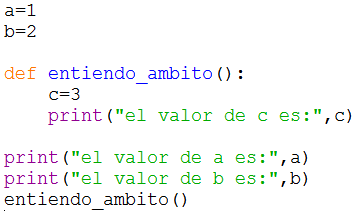 a=1
b=2
def entiendo_ambito():
    c=3
    print("el valor de c es:",c)
print("el valor de a es:",a)
print("el valor de b es:",b)
entiendo_ambito()